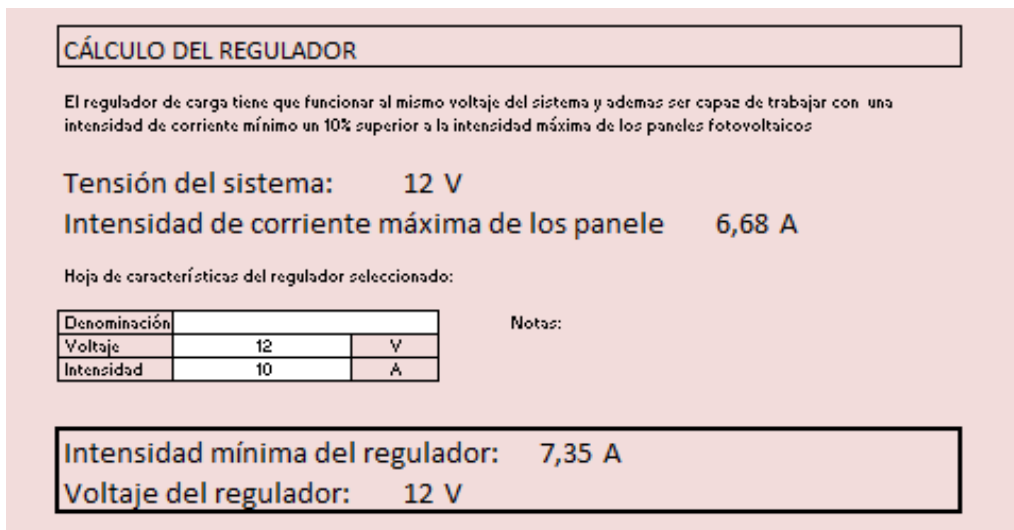 CÁLCULO DEL REGULADOR
El regulador de carga tiene que funcionar al mismo voltaje del sistema y ademas ser capaz de trabajar con una
intensidad de corriente mínimo un 10% superior a la intensidad máxima de los paneles fotovoltaicos
Tensión del sistema: 12 V
Intensidad de corriente máxima de los panele 6,68 A
Hoja de características del regulador seleccionado:
Denominación Notas:
Voltaje 12 V
Intensidad 10 A
Intensidad mínima del regulador: 7,35 A
Voltaje del regulador: 12 V